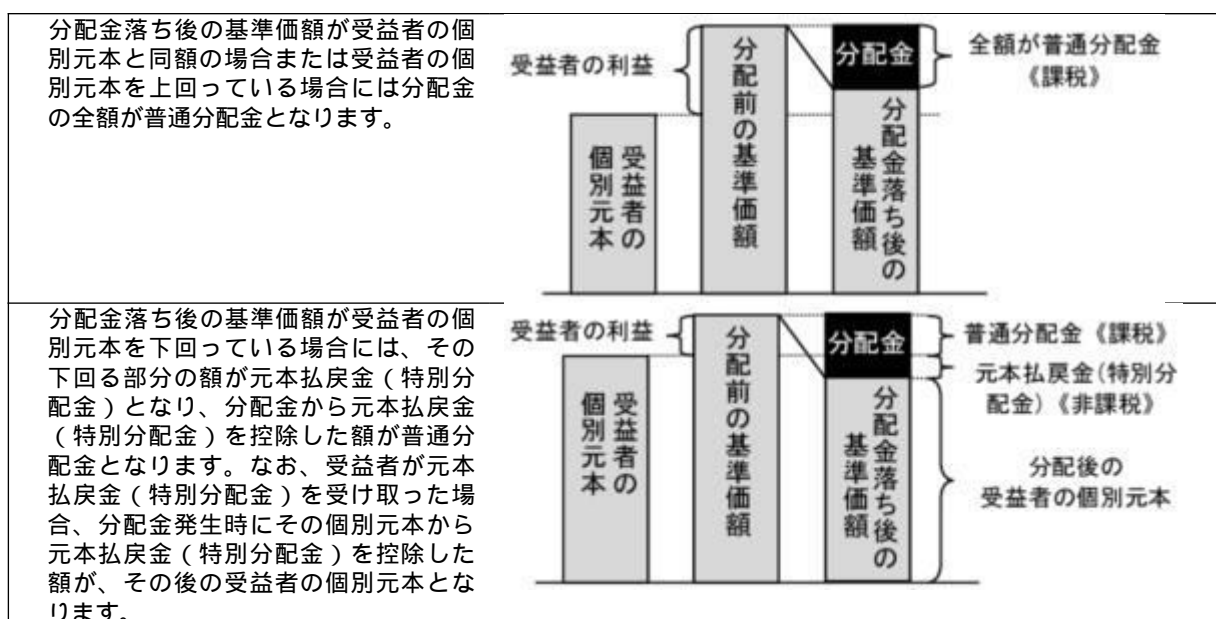 分配金落ち後の基準価額が受益者の個
別元本と同額の場合または受益者の個
別元本を上回っている場合には分配金
の全額が普通分配金となります。
受益者の利益
受益者の
個別元本
分配前の基準価額
分配金
分配金落ち後の
基準価額
全額が普通分配金
《課税》
分配金落ち後の基準価額が受益者の個
別元本を下回っている場合には、その
下回る部分の額が元本払戻金（特別分
配金）となり、分配金から元本払戻金
（特別分配金）を控除した額が普通分
配金となります。なお、受益者が元本
払戻金（特別分配金）を受け取った場
合、分配金発生時にその個別元本から
元本払戻金（特別分配金）を控除した
額が、その後の受益者の個別元本とな
ります。
受益者の利益
受益者の
個別元本
分配前の基準価額
分配金
分配金落ち後の
基準価額
普通分配金《課税》
元本払戻金(特別分
配金)《非課税》
分配後の
受益者の個別元本